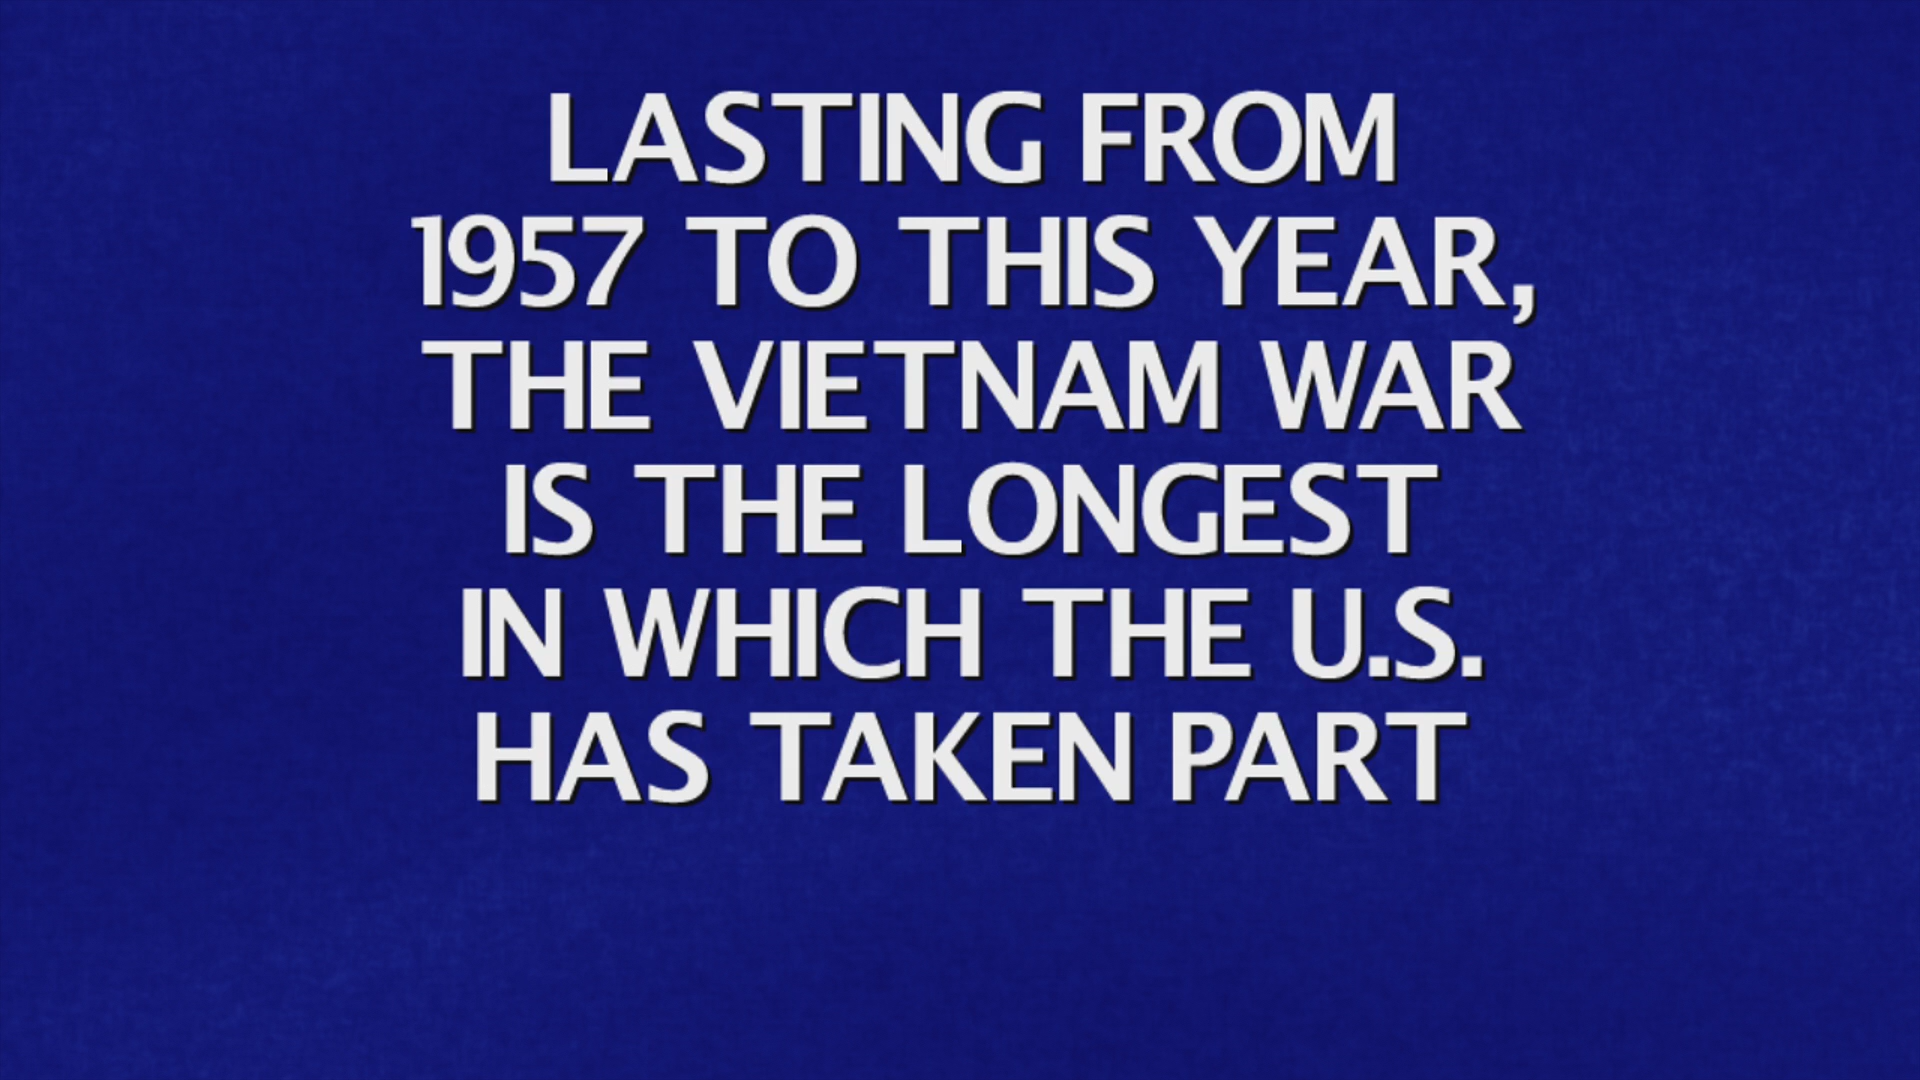 LASTING FROM
1957 TO THIS YEAR,
THE VIETNAM WAR
IS THE LONGEST
IN WHICH THE U.S.
HAS TAKEN PART